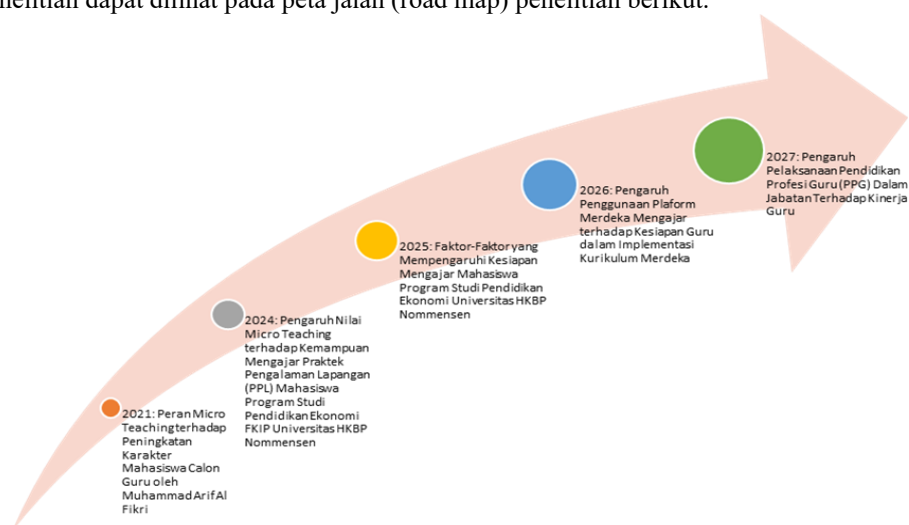 dapat dilihat pada peta jalan (road map) penelitian berikut.
2021: Peran Micro
Teaching terhadap
Peningkatan
Karakter
Mahasiswa Calon
Guru oleh
Muhammad Arif Al
Fikri
2024: Pengaruh Nilai
Micro Teaching
terhadap Kemampuan
Mengajar Praktek
Pengalaman Lapangan
(PPL) Mahasiswa
Program Studi
Pendidikan Ekonomi
FKIP Universitas HKBP
Nommensen
2025: Faktor-Faktor yang
Mempengaruhi Kesiapan
Mengajar Mahasiswa
Program Studi Pendidikan
Ekonomi Universitas HKBP
Nommensen
2026: Pengaruh
Penggunaan Plaform
Merdeka Mengajar
terhadap Kesiapan Guru
dalam Implementasi
Kurikulum Merdeka
2027: Pengaruh
Pelaksanaan Pendidikan
Profesi Guru (PPG) Dalam
Jabatan Terhadap Kinerja
Guru